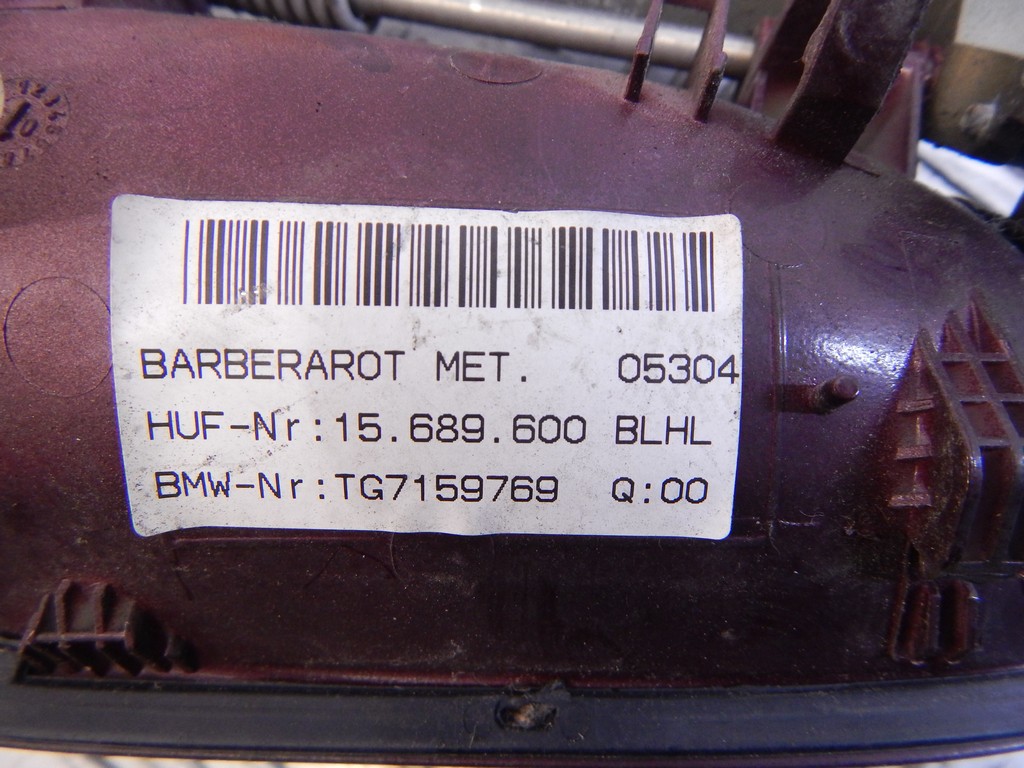 BARBERAROT MET. 05304
HUF-Nr:15.689.600 BLHL
BMW-Nr:TG7159769 Q:00